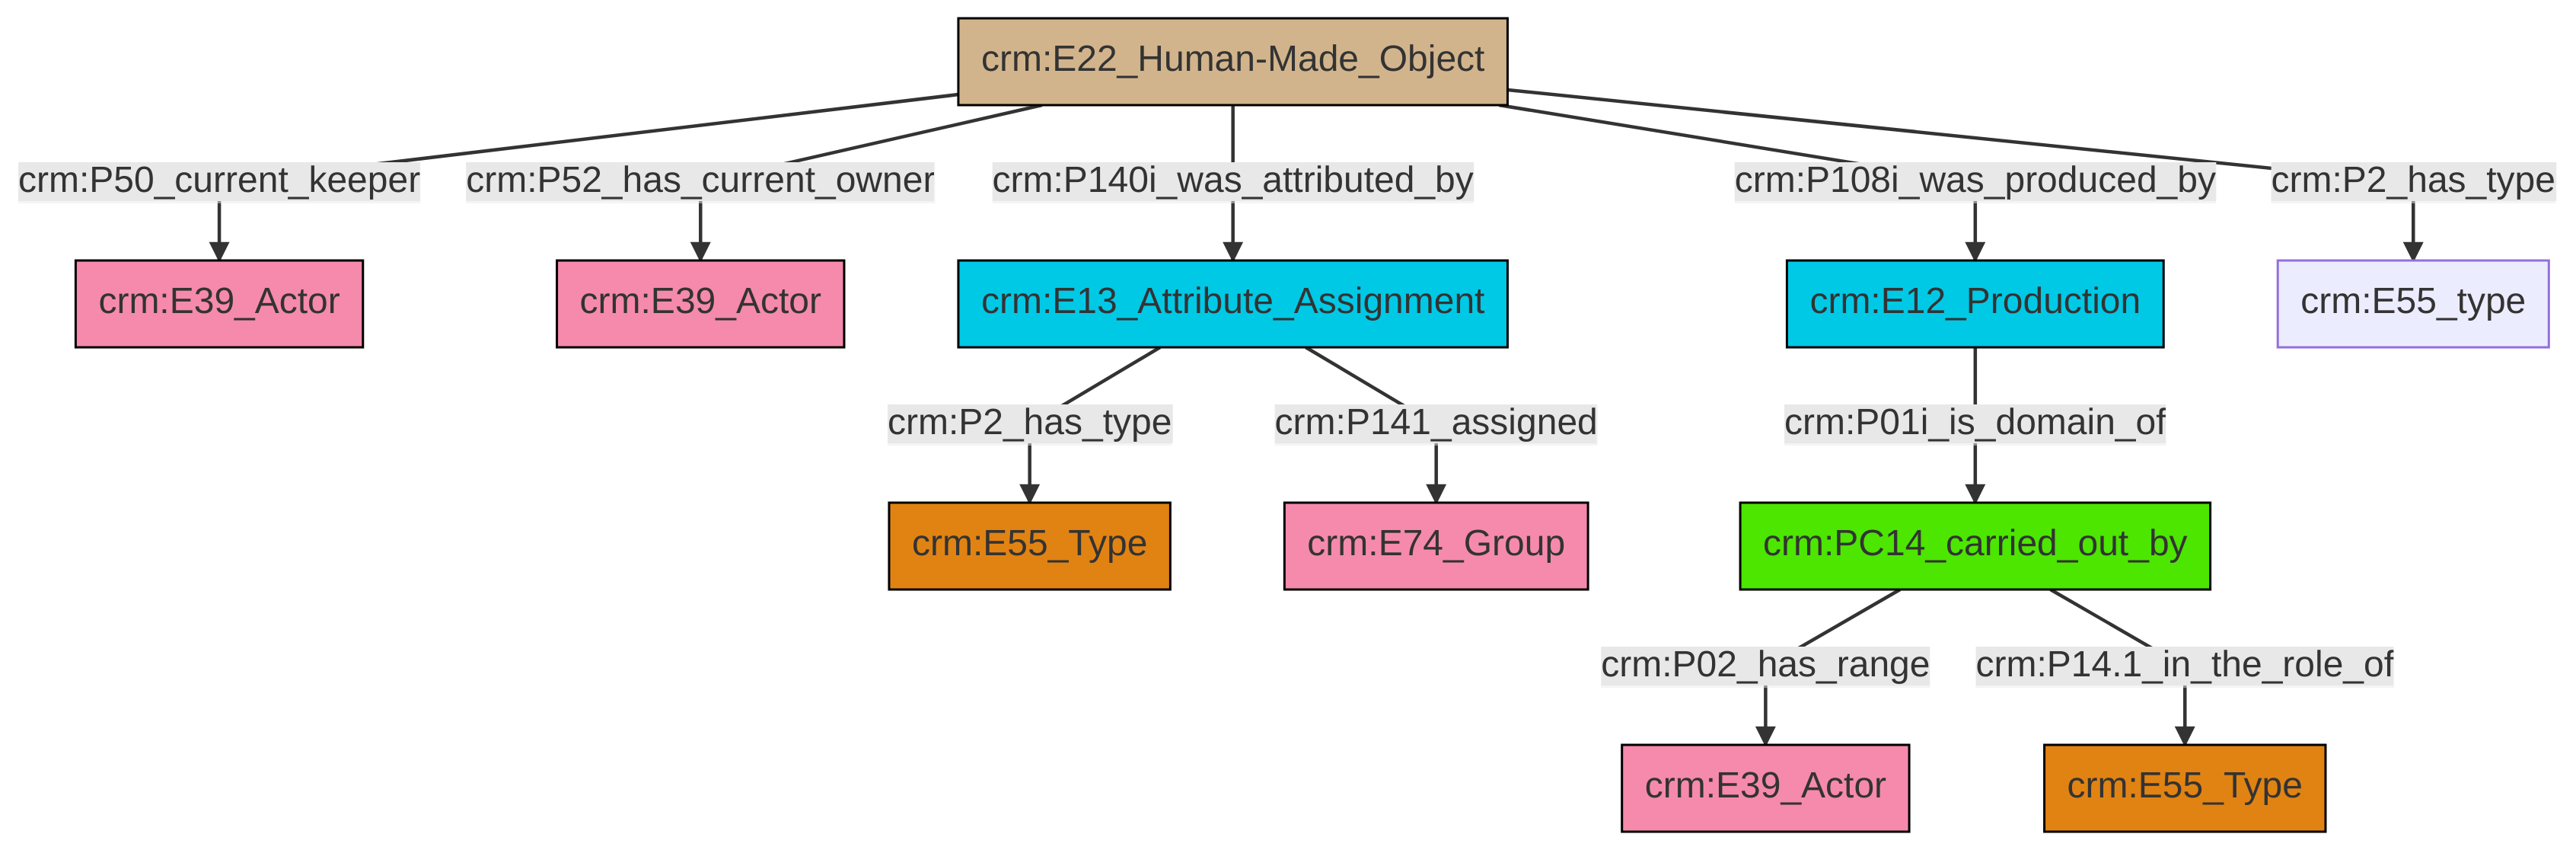 crm:E22_Human-Made_Object
crm:P50_current_keeper
crm:P52_has_current_owner
crm:P140i_was_attributed_by
crm:P108i_was_produced_by
crm:P2_has_type
crm:E39_Actor
crm:E39_Actor
crm:E13_Attribute_Assignment
crm:E12_Production
crm:E55_type
crm:P2_has_type
crm:P141_assigned
crm:P01i_is_domain_of
crm:E55_Type
crm:E74_Group
crm:PC14_carried_out_by
crm:P02_has_range
crm:P14.1_in_the_role_of
crm:E39_Actor
crm:E55_Type